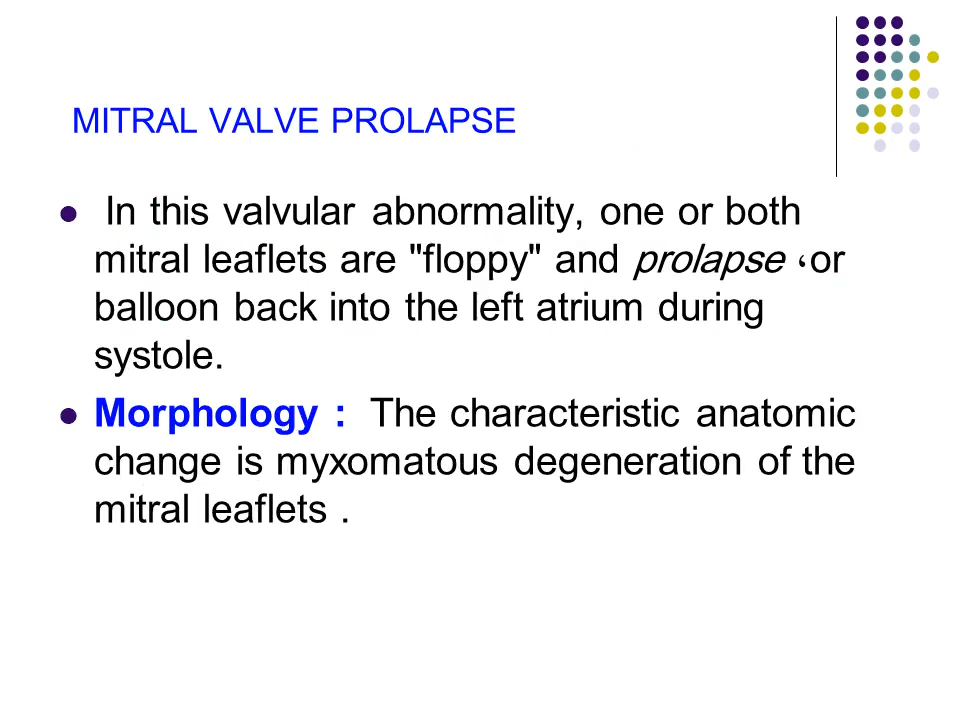 MITRAL VALVE PROLAPSE
● In this valvular abnormality, one or both
mitral leaflets are "floppy" and prolapse ،or
balloon back into the left atrium during
systole.
● Morphology : The characteristic anatomic
change is myxomatous degeneration of the
mitral leaflets .